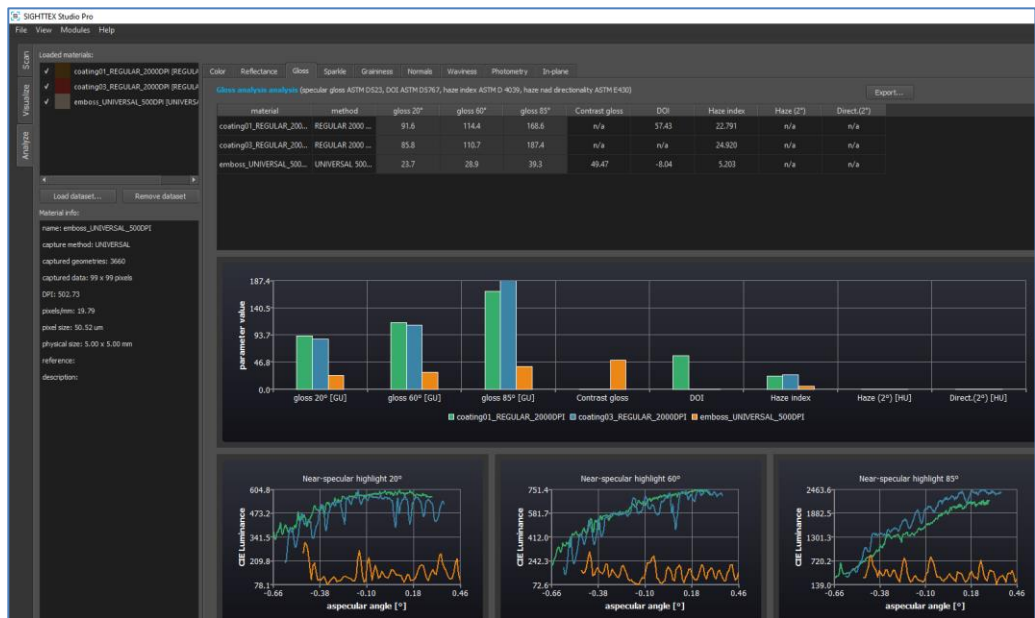 SIGHTTEX Studio Pro
File View Modules Help
Scan
Visualize
Analyze
Loaded materials:
coating01_REGULAR_2000DPI [REGULA
coating03_REGULAR_2000DPI [REGULA
emboss_UNIVERSAL_500DPI [UNIVERSA
Load dataset... Remove dataset
Material info:
name: emboss_UNIVERSAL_500DPI
capture method: UNIVERSAL
captured geometries: 3660
captured data: 99 x 99 pixels
DPI: 502.73
pixels/mm: 19.79
pixel size: 50.52 um
physical size: 5.00 x 5.00 mm
reference:
description:
Color Reflectance Gloss Sparkle Graininess Normals Waviness Photometry In-plane
Gloss analysm analysis (specular gloss ASTM D523, DOI ASTM D5767, haze index ASTM D 4039, haze nad directionality ASTM E430)
Export...
material method gloss 20° gloss 60° gloss 85° Contrast gloss DOI Haze index Haze (2°) Direct.(2°)
coating01_REGULAR_200... REGULAR 2000 ... 91.6 114.4 168.6 n/a 57.43 22.791 n/a n/a
coating03_REGULAR_200... REGULAR 2000 ... 85.8 110.7 187.4 n/a n/a 24.920 n/a n/a
emboss_UNIVERSAL_500... UNIVERSAL 500... 23.7 28.9 39.3 49.47 -8.04 5.203 n/a n/a
parameter value
187.4
140.5
93.7
46.8
0.0
gloss 20° [GU] gloss 60° [GU] gloss 85° [GU] Contrast gloss DOI Haze index Haze (2°) [HU] Direct.(2°) [HU]
coating01_REGULAR_2000DPI coating03_REGULAR_2000DPI emboss_UNIVERSAL_500DPI
Near-specular highlight 20°
CIE Luminance
604.8
473.2
341.5
209.8
78.1
-0.66 -0.38 -0.10 0.18 0.46
aspecular angle [°]
Near-specular highlight 60°
CIE Luminance
751.4
581.7
412.0
242.3
72.6
-0.66 -0.38 -0.10 0.18 0.46
aspecular angle [°]
Near-specular highlight 85°
CIE Luminance
2463.6
1882.5
1301.3
720.2
139.0
-0.66 -0.38 -0.10 0.18 0.46
aspecular angle [°]